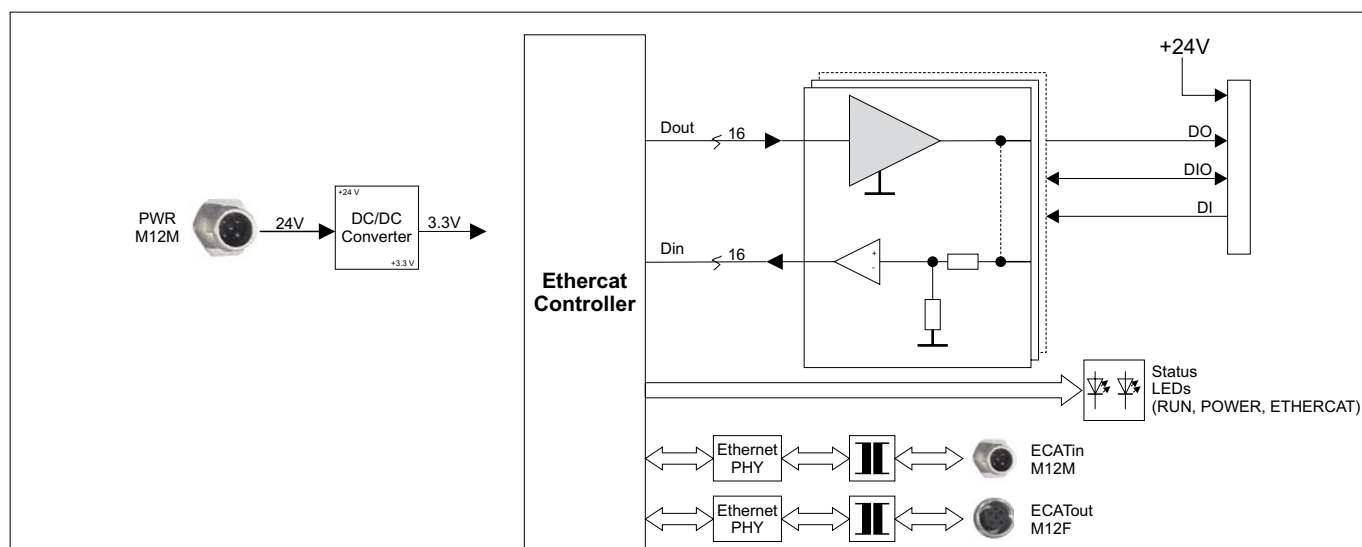 +24V
Dout
16
DO
DIO
DI
PWR
M12M
24V
+24 V
DC/DC
Converter
+3.3 V
3.3V
Din
16
+
-
Ethercat
Controller
Status
LEDs
(RUN, POWER, ETHERCAT)
Ethernet
PHY
ECATin
M12M
Ethernet
PHY
ECATout
M12F